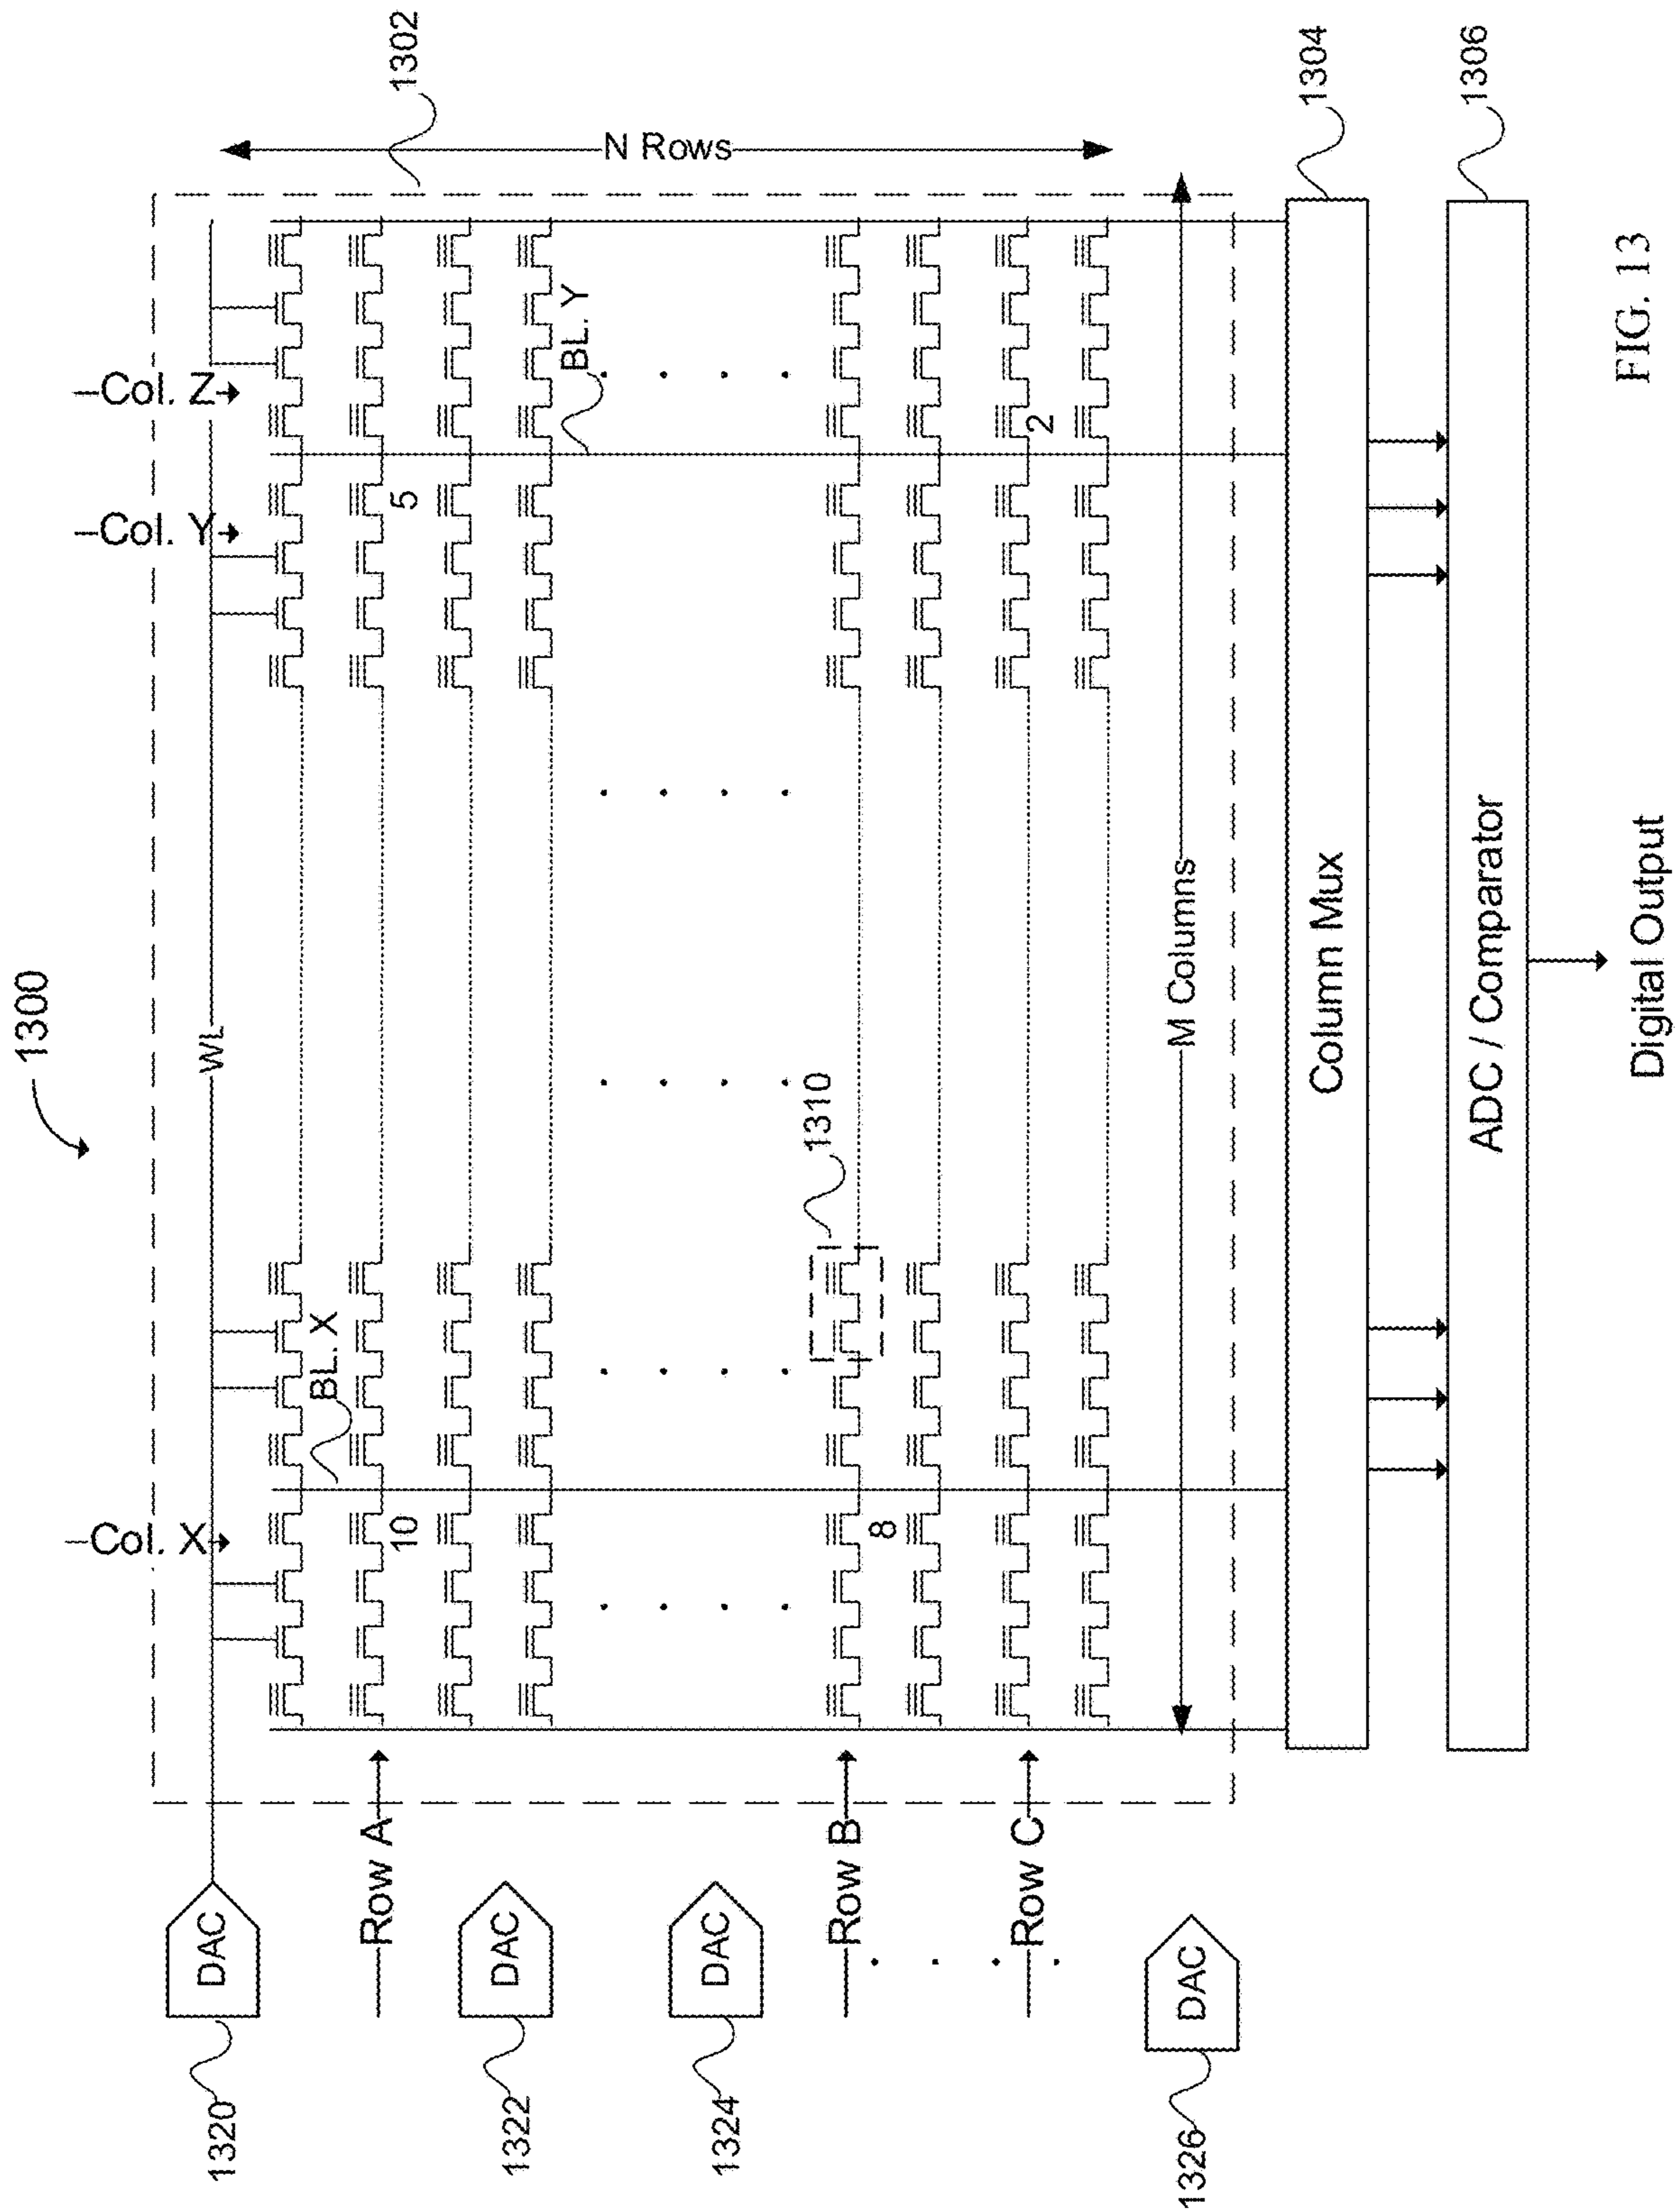 1300
1320
DAC
WL
Col. X
Col. Y
Col. Z
1302
N Rows
BL. X
Row A
10
5
1322
DAC
BL. Y
1324
DAC
1310
Row B
8
Row C
2
1326
DAC
M Columns
Column Mux
1304
ADC / Comparator
1306
Digital Output
FIG. 13